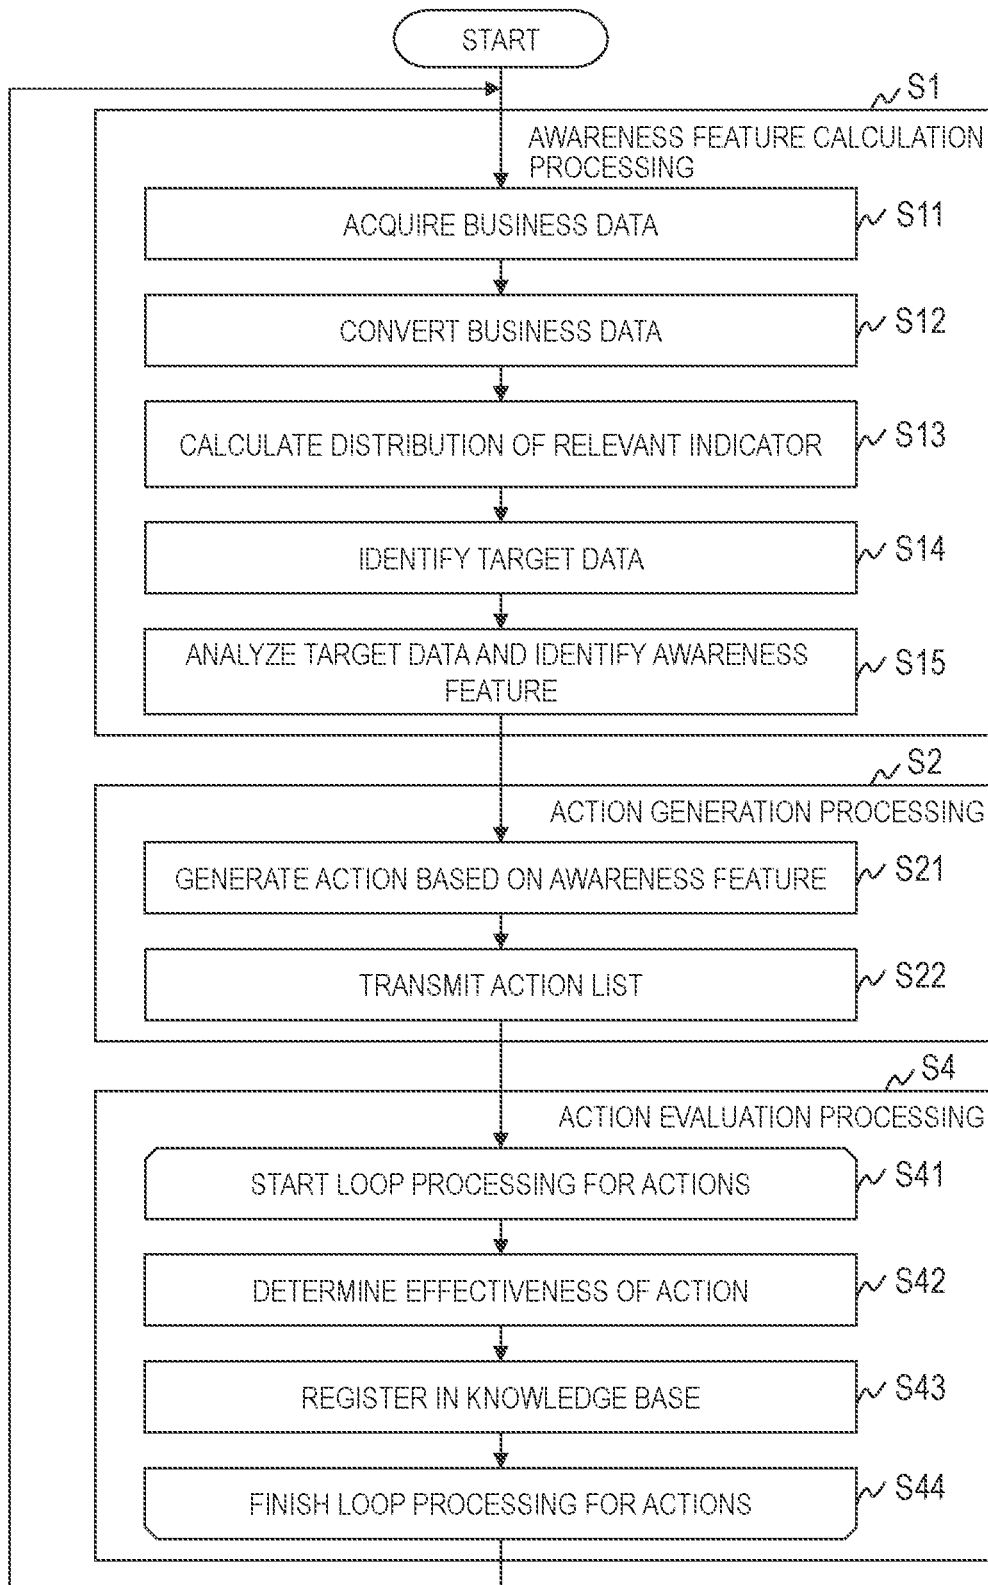 START
S1
AWARENESS FEATURE CALCULATION
PROCESSING
ACQUIRE BUSINESS DATA
S11
CONVERT BUSINESS DATA
S12
CALCULATE DISTRIBUTION OF RELEVANT INDICATOR
S13
IDENTIFY TARGET DATA
S14
ANALYZE TARGET DATA AND IDENTIFY AWARENESS
FEATURE
S15
S2
ACTION GENERATION PROCESSING
GENERATE ACTION BASED ON AWARENESS FEATURE
S21
TRANSMIT ACTION LIST
S22
S4
ACTION EVALUATION PROCESSING
START LOOP PROCESSING FOR ACTIONS
S41
DETERMINE EFFECTIVENESS OF ACTION
S42
REGISTER IN KNOWLEDGE BASE
S43
FINISH LOOP PROCESSING FOR ACTIONS
S44